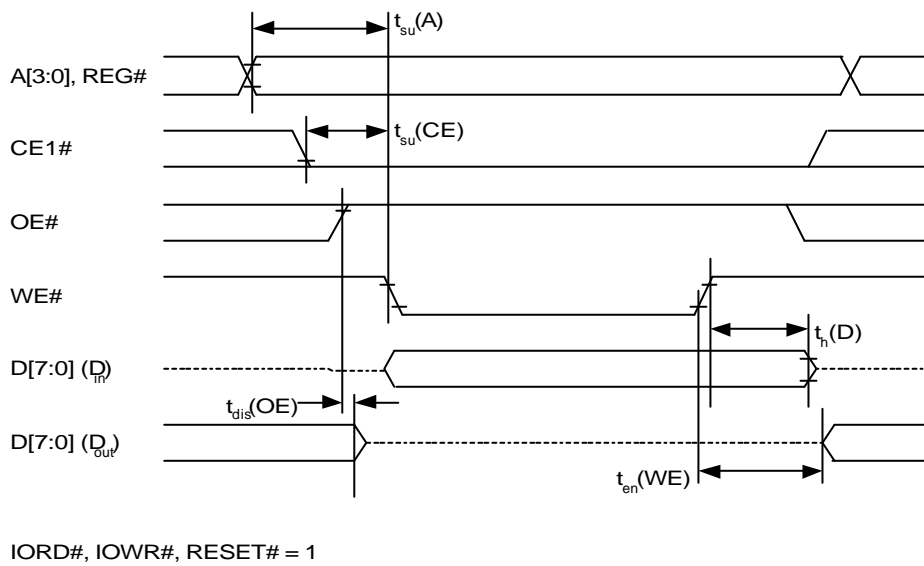 t_su(A)
A[3:0], REG#
t_su(CE)
CE1#
OE#
WE#
t_h(D)
D[7:0] (D_in)
t_dis(OE)
D[7:0] (D_out)
t_en(WE)
IORD#, IOWR#, RESET# = 1